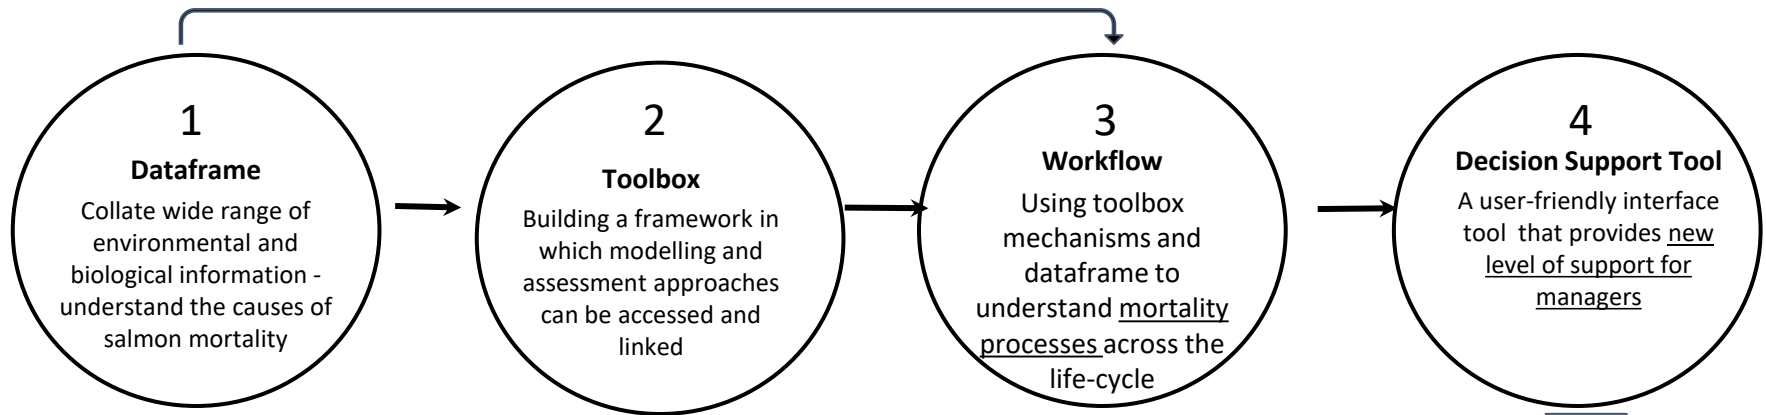 1
Dataframe
Collate wide range of
environmental and
biological information -
understand the causes of
salmon mortality
2
Toolbox
Building a framework in
which modelling and
assessment approaches
can be accessed and
linked
3
Workflow
Using toolbox
mechanisms and
dataframe to
understand mortality
processes across the
life-cycle
4
Decision Support Tool
A user-friendly interface
tool that provides new
level of support for
managers